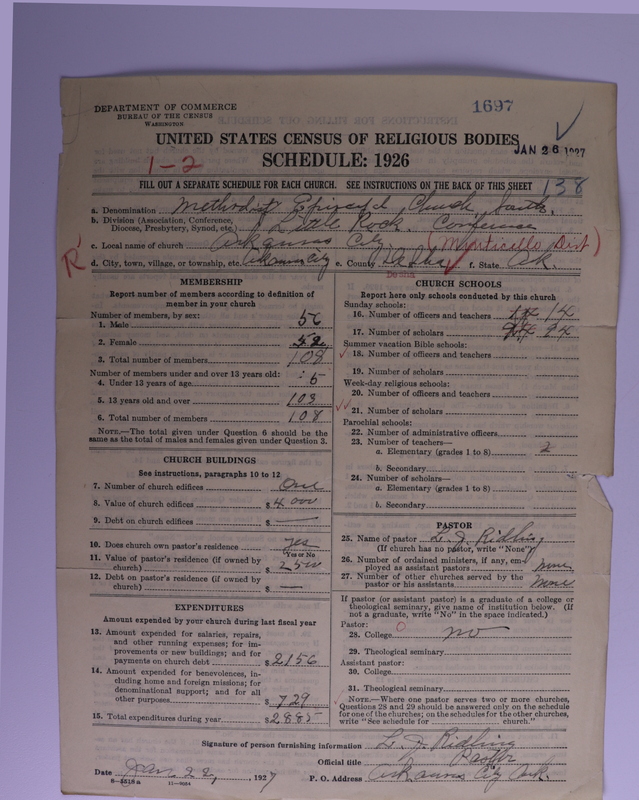 1697
DEPARTMENT OF COMMERCE
BUREAU OF THE CENSUS
WASHINGTON
UNITED STATES CENSUS OF RELIGIOUS BODIES
JAN 26 1927
1-2
SCHEDULE: 1926
FILL OUT A SEPARATE SCHEDULE FOR EACH CHURCH. SEE INSTRUCTIONS ON THE BACK OF THIS SHEET
138
a. Denomination Methodist Episcopal Church South,
b. Division (Association, Conference, Diocese, Presbytery, Synod, etc.) Little Rock Conference
c. Local name of church Arkansas City (Monticello Dist)
R
d. City, town, village, or township, etc. Arkansas City e. County Desha f. State Ark.
Desha
MEMBERSHIP
Report number of members according to definition of
member in your church
Number of members, by sex:
1. Male 56
2. Female 52
3. Total number of members 108
Number of members under and over 13 years old:
4. Under 13 years of age 5
5. 13 years old and over 103
6. Total number of members 108
NOTE.—The total given under Question 6 should be the
same as the total of males and females given under Question 3.
CHURCH BUILDINGS
See instructions, paragraphs 10 to 12
7. Number of church edifices One
8. Value of church edifices $ 4000
9. Debt on church edifices $ —
10. Does church own pastor's residence yes
Yes or No
11. Value of pastor's residence (if owned by
church) $ 2500
12. Debt on pastor's residence (if owned by
church) $ —
EXPENDITURES
Amount expended by your church during last fiscal year
13. Amount expended for salaries, repairs,
and other running expenses; for im-
provements or new buildings; and for
payments on church debt $ 2156
14. Amount expended for benevolences, in-
cluding home and foreign missions; for
denominational support; and for all
other purposes $ 729
15. Total expenditures during year $ 2885
CHURCH SCHOOLS
Report here only schools conducted by this church
Sunday schools:
16. Number of officers and teachers 14
17. Number of scholars 94
Summer vacation Bible schools:
18. Number of officers and teachers
19. Number of scholars
Week-day religious schools:
20. Number of officers and teachers
21. Number of scholars
Parochial schools:
22. Number of administrative officers
23. Number of teachers—
a. Elementary (grades 1 to 8) 2
b. Secondary
24. Number of scholars—
a. Elementary (grades 1 to 8)
b. Secondary
PASTOR
25. Name of pastor L. J. Ridling
(If church has no pastor, write "None")
26. Number of ordained ministers, if any, em-
ployed as assistant pastors None
27. Number of other churches served by the
pastor or his assistants None
If pastor (or assistant pastor) is a graduate of a college or
theological seminary, give name of institution below. (If
not a graduate, write "No" in the space indicated.)
Pastor:
28. College no
29. Theological seminary
Assistant pastor:
30. College
31. Theological seminary
NOTE.—Where one pastor serves two or more churches,
Questions 28 and 29 should be answered only on the schedule
for one of the churches; on the schedules for the other churches,
write "See schedule for church."
Signature of person furnishing information L. J. Ridling
Official title Pastor
Date Jan. 22, 1927 P. O. Address Arkansas City Ark.
8-5518a 11-9034